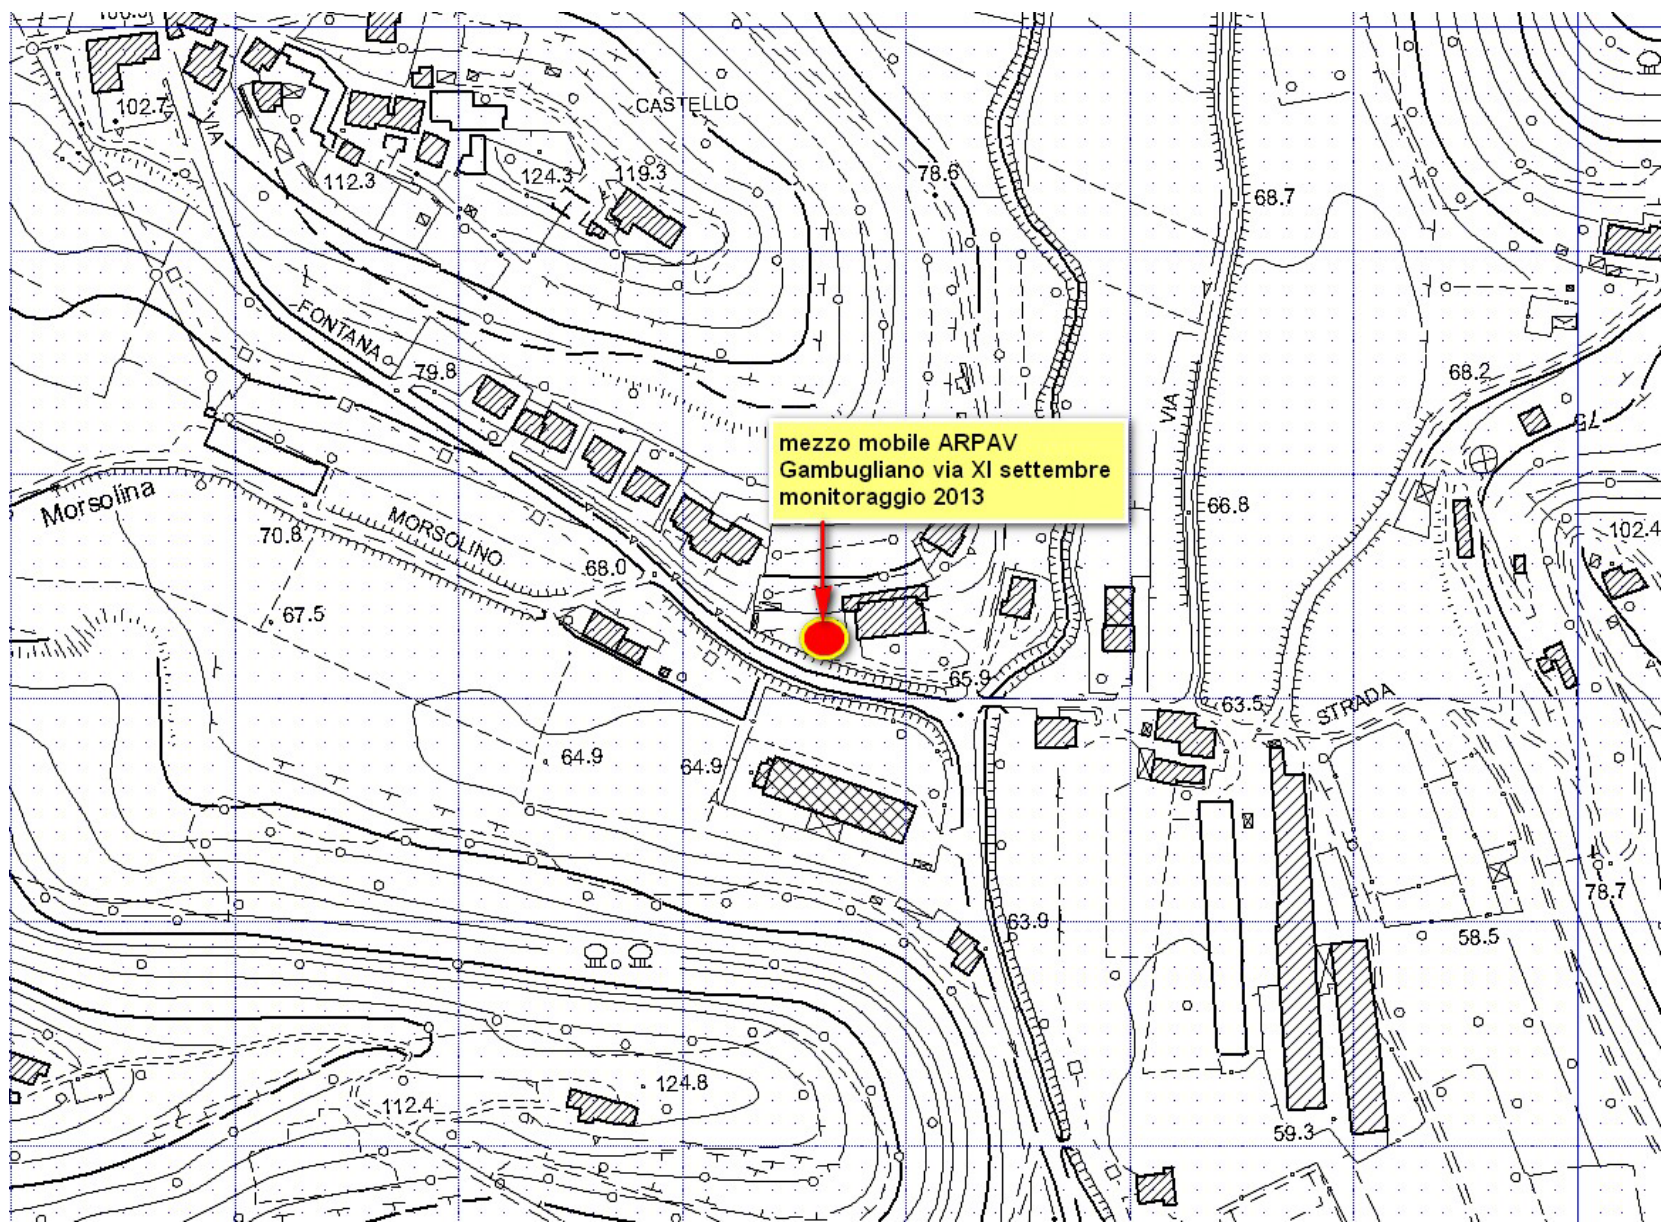 102.7
VIA
CASTELLO
112.3
124.3
119.3
78.6
68.7
FONTANA
79.8
68.2
VIA
75
mezzo mobile ARPAV
Gambugliano via XI settembre
monitoraggio 2013
Morsolina
MORSOLINO
70.8
66.8
102.4
68.0
67.5
65.9
63.5
STRADA
64.9
64.9
78.7
63.9
58.5
124.8
112.4
59.3